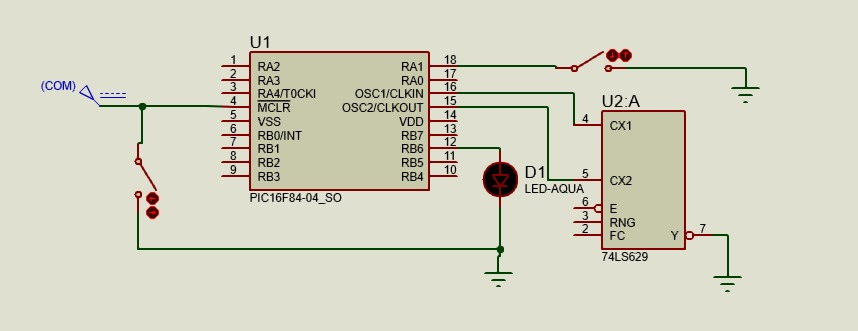 U1
1 RA2 RA1 18
2 RA3 RA0 17
3 RA4/T0CKI OSC1/CLKIN 16
4 MCLR OSC2/CLKOUT 15
5 VSS VDD 14
6 RB0/INT RB7 13
7 RB1 RB6 12
8 RB2 RB5 11
9 RB3 RB4 10
PIC16F84-04_SO
(COM)
D1
LED-AQUA
U2:A
4 CX1
5 CX2
6 E
3 RNG
2 FC Y 7
74LS629